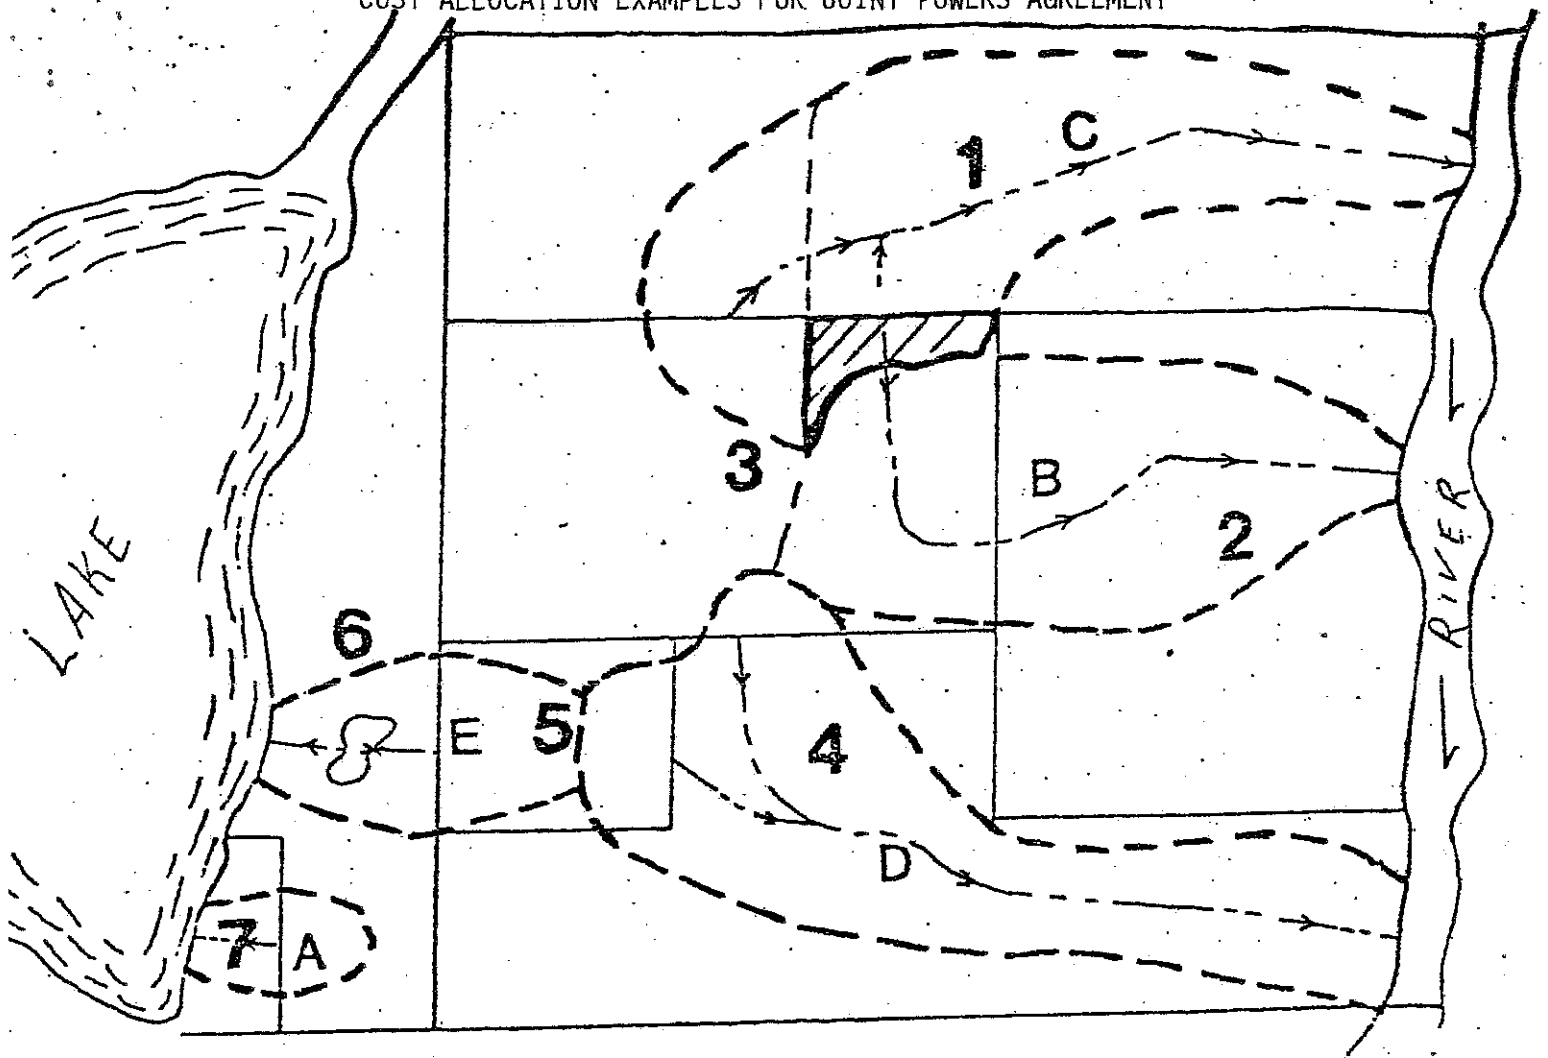 COST ALLOCATION EXAMPLES FOR JOINT POWERS AGREEMENT
C
1
3
B
2
LAKE
RIVER
6
E
5
4
D
7
A